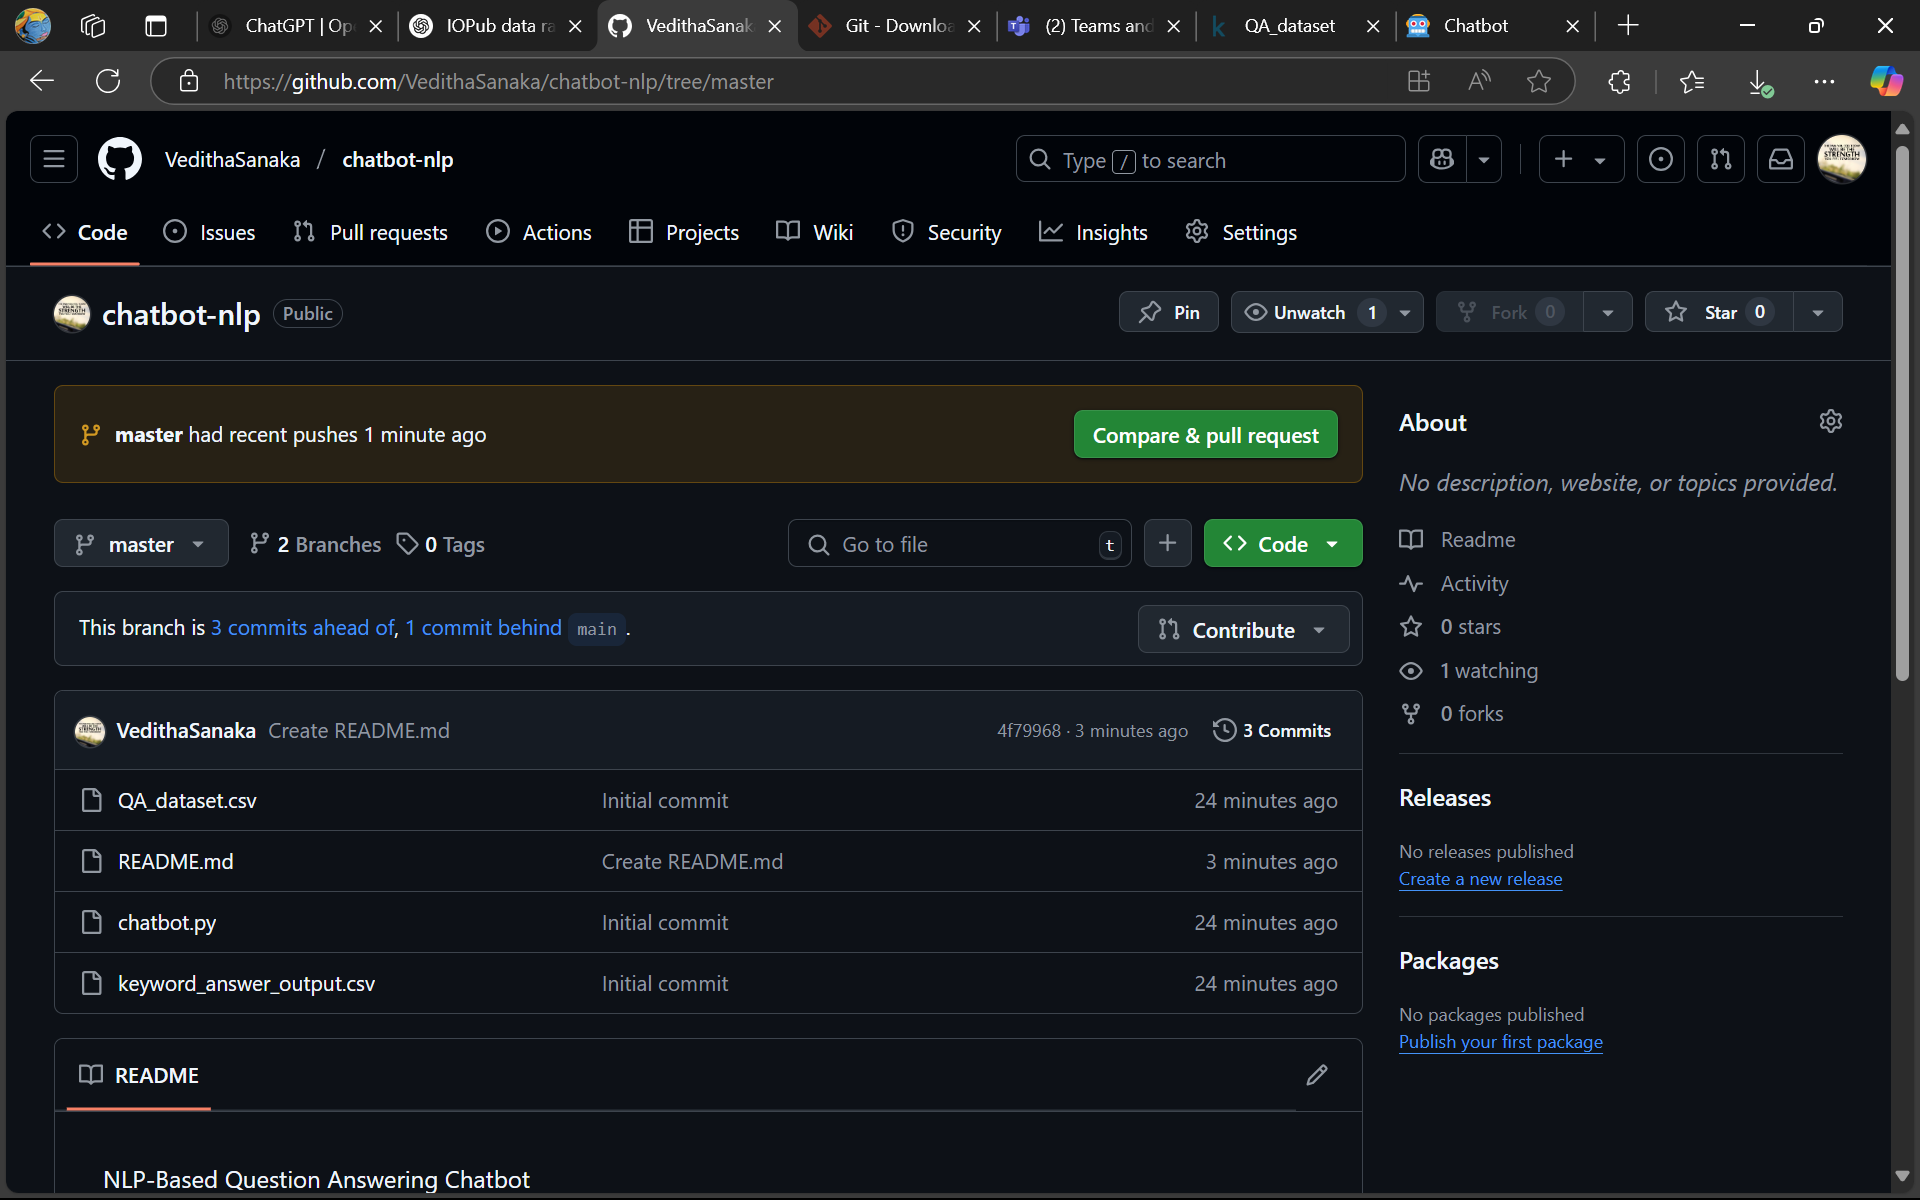 ChatGPT | Op
IOPub data ra
VedithaSanak
Git - Downloa
(2) Teams and
QA_dataset
Chatbot
https://github.com/VedithaSanaka/chatbot-nlp/tree/master
VedithaSanaka / chatbot-nlp
Type / to search
Code
Issues
Pull requests
Actions
Projects
Wiki
Security
Insights
Settings
chatbot-nlp Public
Pin
Unwatch 1
Fork 0
Star 0
master had recent pushes 1 minute ago
Compare & pull request
master
2 Branches
0 Tags
Go to file
t
Code
This branch is 3 commits ahead of, 1 commit behind main .
Contribute
VedithaSanaka Create README.md
4f79968 · 3 minutes ago
3 Commits
QA_dataset.csv Initial commit 24 minutes ago
README.md Create README.md 3 minutes ago
chatbot.py Initial commit 24 minutes ago
keyword_answer_output.csv Initial commit 24 minutes ago
README
NLP-Based Question Answering Chatbot
About
No description, website, or topics provided.
Readme
Activity
0 stars
1 watching
0 forks
Releases
No releases published
Create a new release
Packages
No packages published
Publish your first package